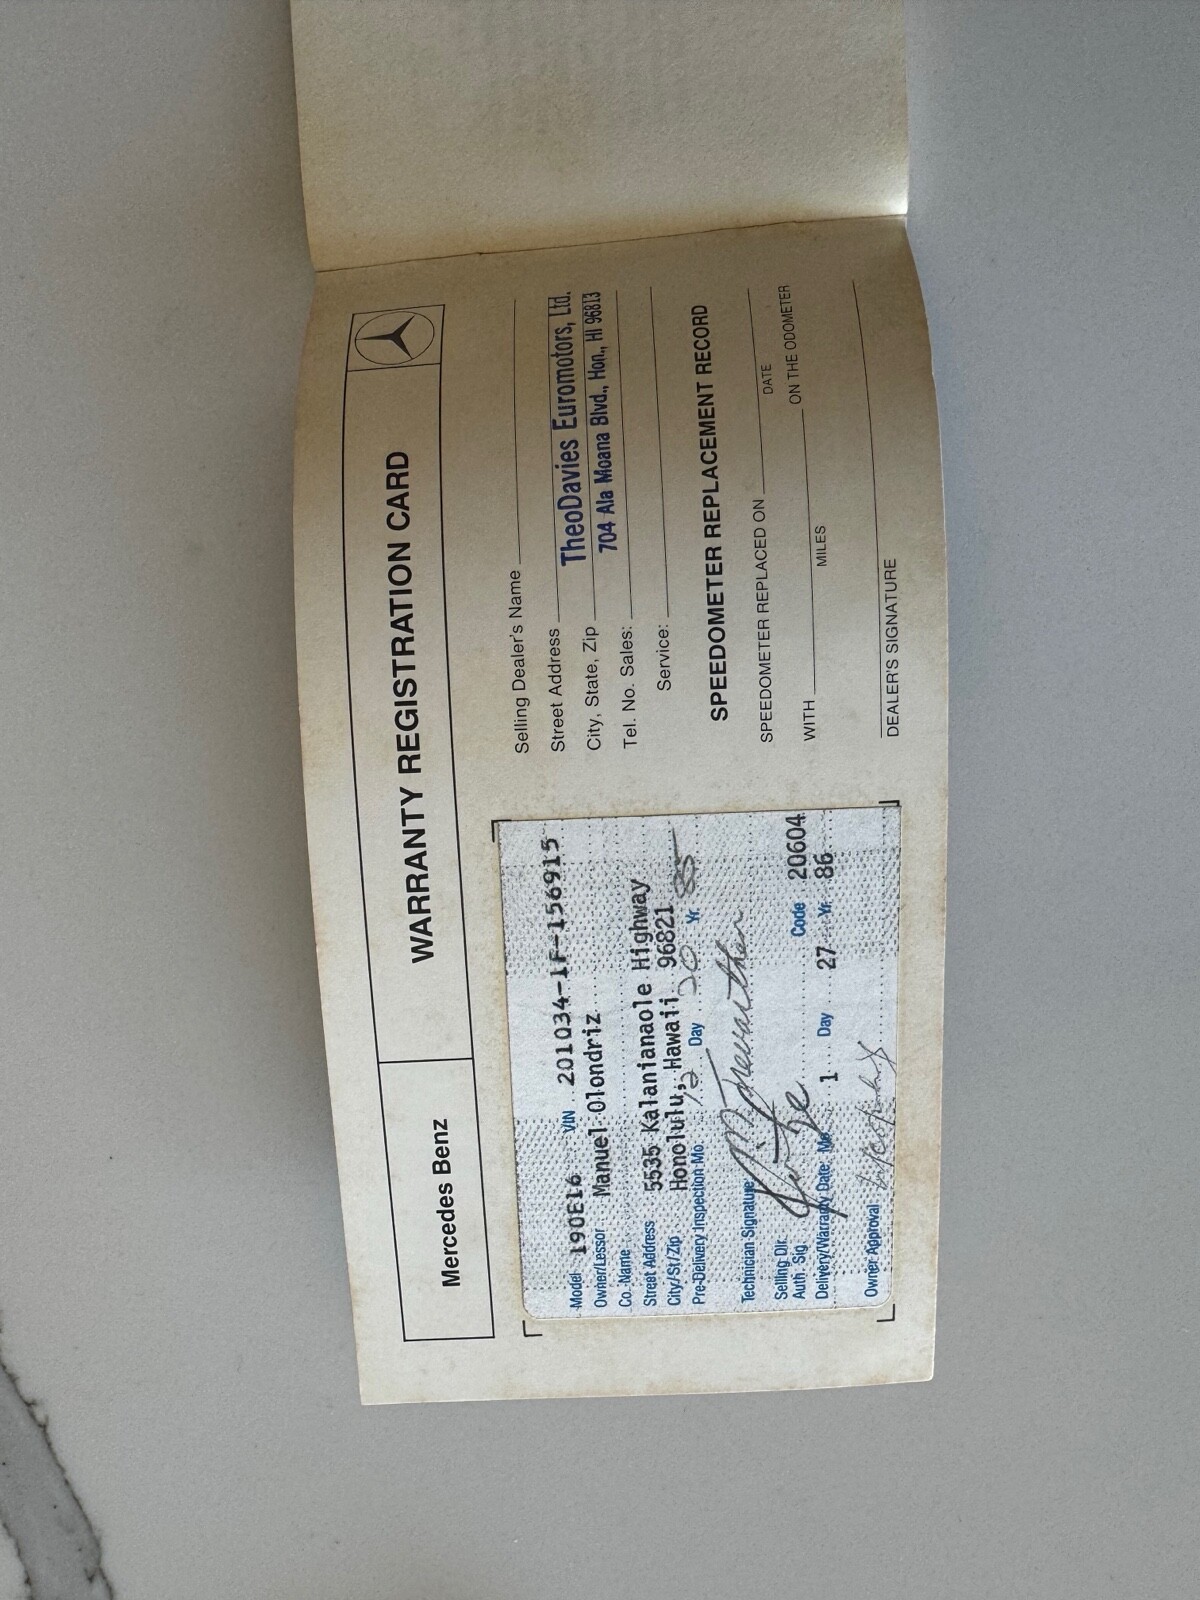 Mercedes Benz
WARRANTY REGISTRATION CARD
Model 190E16 VIN 201034-1F-156915
Owner/Lessor Manuel Olondriz
Co. Name
Street Address 5535 Kalanianaole Highway
City/St/Zip Honolulu, Hawaii 96821
Pre-Delivery Inspection Mo. 12 Day 20 Yr. 85
Technician Signature
Selling Dlr.
Auth. Sig Code 20604
Delivery/Warranty Date: Mo. 1 Day 27 Yr 86
Owner Approval
Selling Dealer's Name
Street Address TheoDavies Euromotors, Ltd.
City, State, Zip 704 Ala Moana Blvd., Hon., HI 96813
Tel. No. Sales:
Service:
SPEEDOMETER REPLACEMENT RECORD
SPEEDOMETER REPLACED ON
DATE
WITH
MILES
ON THE ODOMETER
DEALER'S SIGNATURE